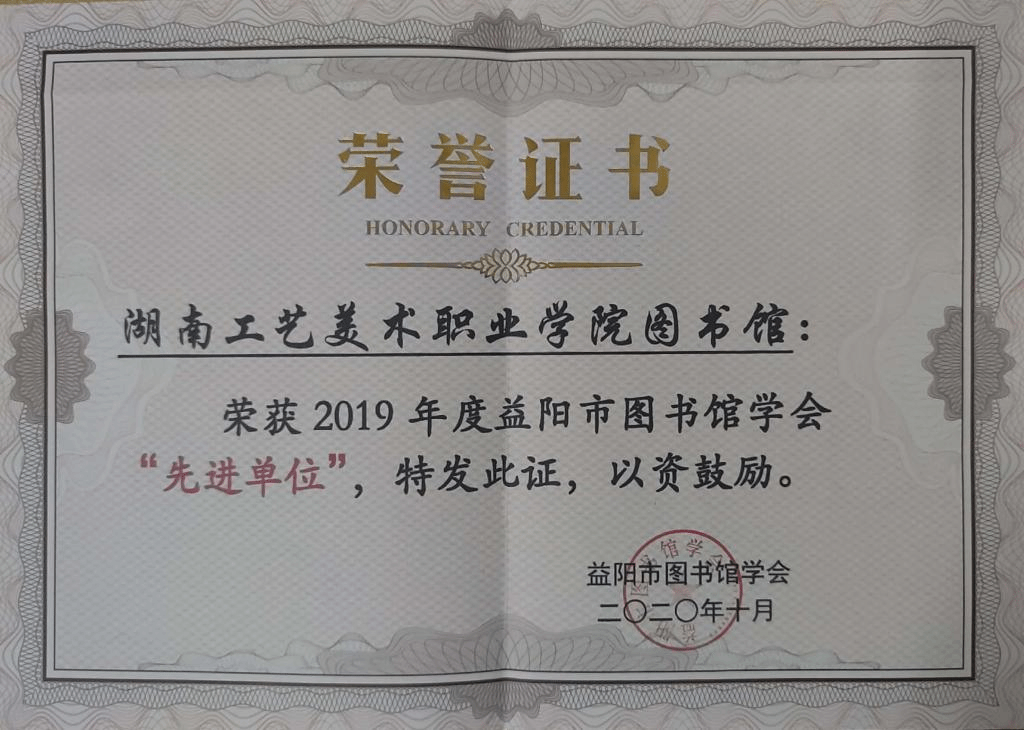 荣誉证书
HONORARY CREDENTIAL
湖南工艺美术职业学院图书馆：
荣获2019年度益阳市图书馆学会
“先进单位”，特发此证，以资鼓励。
益阳市图书馆学会
二〇二〇年十月